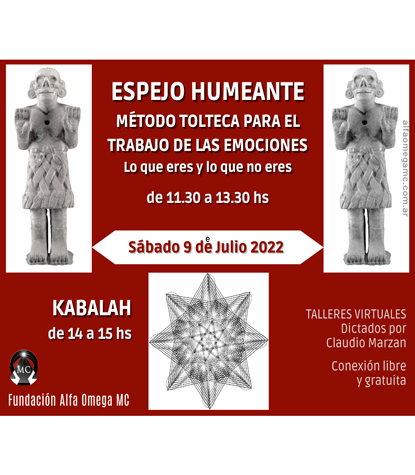 ESPEJO HUMEANTE
MÉTODO TOLTECA PARA EL
TRABAJO DE LAS EMOCIONES
Lo que eres y lo que no eres
de 11.30 a 13.30 hs
alfaomegamc.com.ar
Sábado 9 de Julio 2022
KABALAH
de 14 a 15 hs
TALLERES VIRTUALES
Dictados por
Claudio Marzan
Conexión libre
y gratuita
MC
Fundación Alfa Omega MC